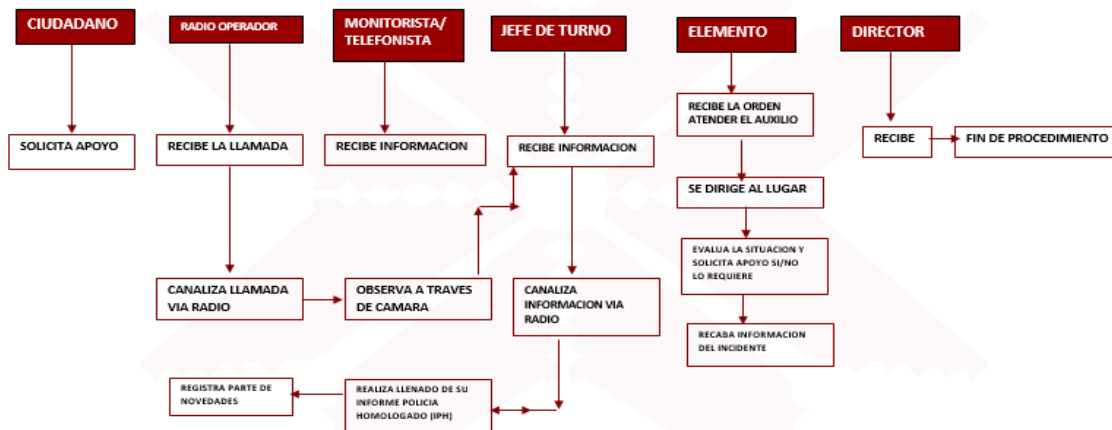 CIUDADANO
RADIO OPERADOR
MONITORISTA/
TELEFONISTA
JEFE DE TURNO
ELEMENTO
DIRECTOR
RECIBE LA ORDEN
ATENDER EL AUXILIO
SOLICITA APOYO
RECIBE LA LLAMADA
RECIBE INFORMACION
RECIBE INFORMACION
RECIBE
FIN DE PROCEDIMIENTO
SE DIRIGE AL LUGAR
EVALUA LA SITUACION Y
SOLICITA APOYO SI/NO
LO REQUIERE
CANALIZA LLAMADA
VIA RADIO
OBSERVA A TRAVES
DE CAMARA
CANALIZA
INFORMACION VIA
RADIO
RECABA INFORMACION
DEL INCIDENTE
REGISTRA PARTE DE
NOVEDADES
REALIZA LLENADO DE SU
INFORME POLICIA
HOMOLOGADO (IPH)